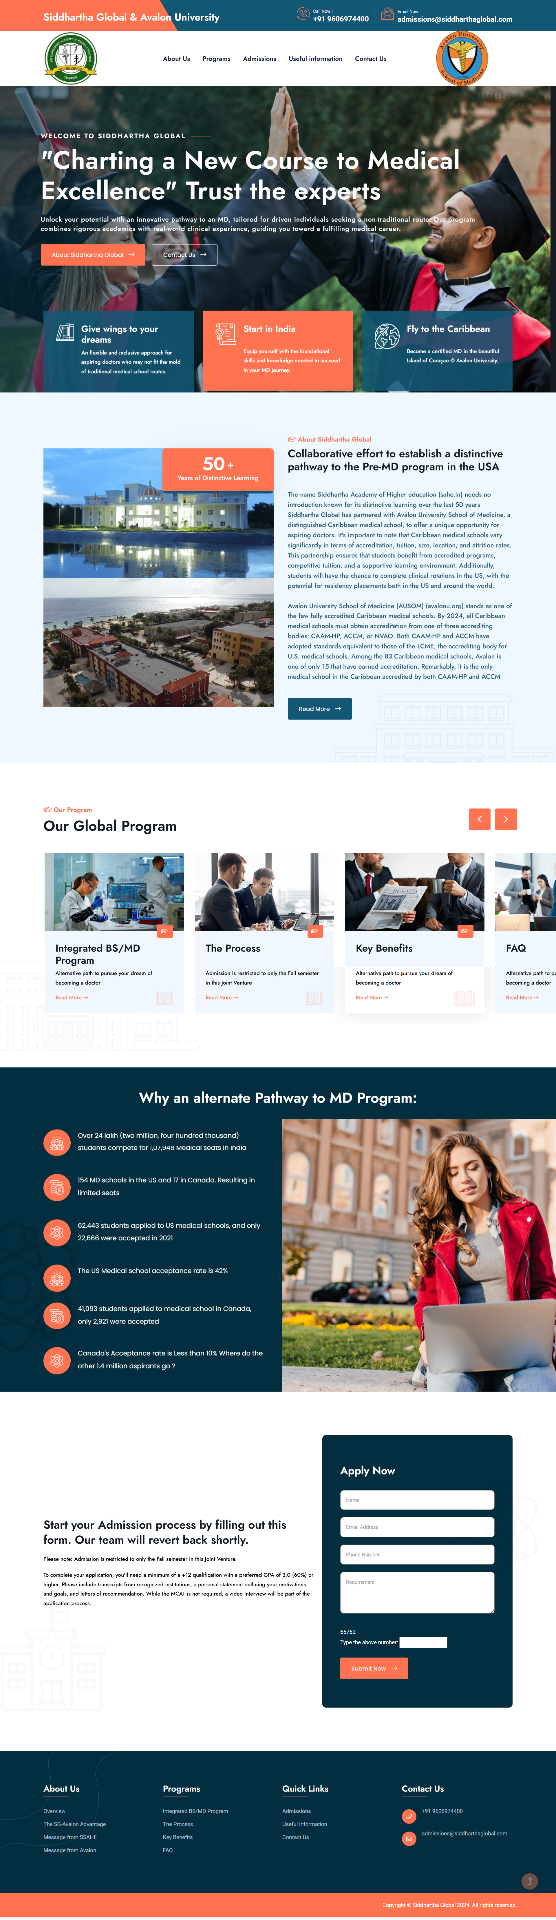 Siddhartha Global & Avalon University
Call Now !
+91 9606974400
Email Now
admissions@siddharthaglobal.com
About Us
Programs
Admissions
Useful information
Contact Us
WELCOME TO SIDDHARTHA GLOBAL
"Charting a New Course to Medical
Excellence" Trust the experts
Unlock your potential with an innovative pathway to an MD, tailored for driven individuals seeking a non-traditional route. Our program
combines rigorous academics with real-world clinical experience, guiding you toward a fulfilling medical career.
About Siddhartha Global
Contact Us
Give wings to your
dreams
An flexible and inclusive approach for
aspiring doctors who may not fit the mold
of traditional medical school routes.
Start in India
Equip yourself with the foundational
skills and knowledge needed to succeed
in your MD journey.
Fly to the Caribbean
Become a certified MD in the beautiful
Island of Curaçao @ Avalon University.
50 +
Years of Distinctive Learning
About Siddhartha Global
Collaborative effort to establish a distinctive
pathway to the Pre-MD program in the USA
The name Siddhartha Academy of Higher education (sahe.in) needs no
introduction known for its distinctive learning over the last 50 years
Siddhartha Global has partnered with Avalon University School of Medicine, a
distinguished Caribbean medical school, to offer a unique opportunity for
aspiring doctors. It's important to note that Caribbean medical schools vary
significantly in terms of accreditation, tuition, size, location, and attrition rates.
This partnership ensures that students benefit from accredited programs,
competitive tuition, and a supportive learning environment. Additionally,
students will have the chance to complete clinical rotations in the US, with the
potential for residency placements both in the US and around the world.
Avalon University School of Medicine (AUSOM) (avalonu.org) stands as one of
the few fully accredited Caribbean medical schools. By 2024, all Caribbean
medical schools must obtain accreditation from one of three accrediting
bodies: CAAM-HP, ACCM, or NVAO. Both CAAM-HP and ACCM have
adopted standards equivalent to those of the LCME, the accrediting body for
U.S. medical schools. Among the 83 Caribbean medical schools, Avalon is
one of only 15 that have earned accreditation. Remarkably, it is the only
medical school in the Caribbean accredited by both CAAM-HP and ACCM
Read More
Our Program
Our Global Program
Integrated BS/MD
Program
Alternative path to pursue your dream of
becoming a doctor
Read More
The Process
Admission is restricted to only the Fall semester
in this Joint Venture
Read More
Key Benefits
Alternative path to pursue your dream of
becoming a doctor
Read More
FAQ
Alternative path to pu
becoming a doctor
Read More
Why an alternate Pathway to MD Program:
Over 24 lakh (two million, four hundred thousand)
students compete for 1,07,948 Medical seats in India
154 MD schools in the US and 17 in Canada. Resulting in
limited seats
62,443 students applied to US medical schools, and only
22,666 were accepted in 2021
The US Medical school acceptance rate is 42%
41,093 students applied to medical school in Canada,
only 2,921 were accepted
Canada's Acceptance rate is Less than 10% Where do the
other 1.4 million aspirants go ?
Start your Admission process by filling out this
form. Our team will revert back shortly.
Please note: Admission is restricted to only the Fall semester in this Joint Venture.
To complete your application, you'll need a minimum of a +12 qualification with a preferred GPA of 3.0 (60%) or
higher. Please include transcripts from recognized institutions, a personal statement outlining your motivations
and goals, and letters of recommendation. While the MCAT is not required, a video interview will be part of the
application process.
Apply Now
Name
Email Address
Phone Number
Requirement
65762
Type the above number:
Submit Now
About Us
Overview
The SG-Avalon Advantage
Message from SSAHE
Message from Avalon
Programs
Integrated BS/MD Program
The Process
Key Benefits
FAQ
Quick Links
Admissions
Useful Information
Contact Us
Contact Us
+91 9606974400
admissions@siddharthaglobal.com
Copyright © Siddhartha Global 2024. All rights reserved.